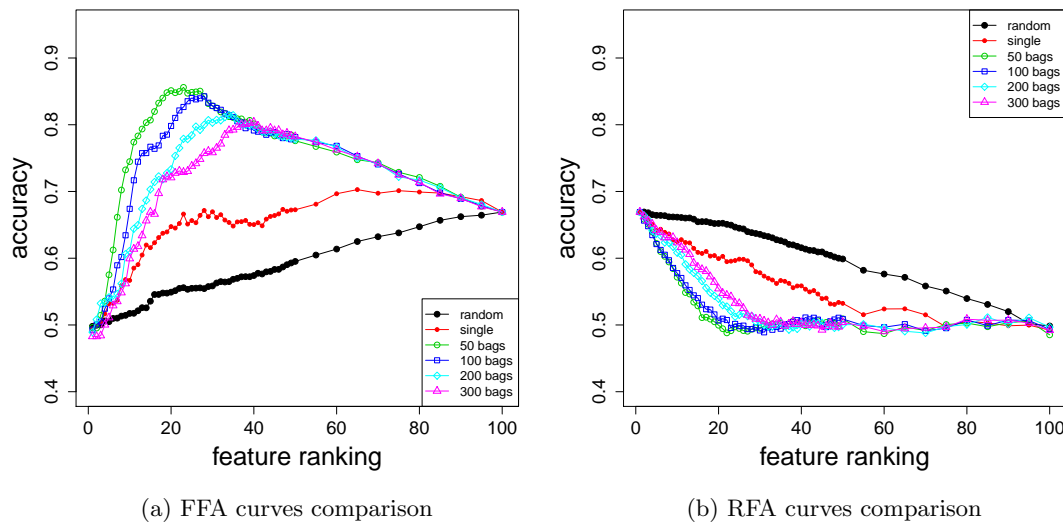 0.9
0.8
0.7
0.6
0.5
0.4
accuracy
0 20 40 60 80 100
feature ranking
random
single
50 bags
100 bags
200 bags
300 bags
(a) FFA curves comparison
0.9
0.8
0.7
0.6
0.5
0.4
accuracy
0 20 40 60 80 100
feature ranking
random
single
50 bags
100 bags
200 bags
300 bags
(b) RFA curves comparison